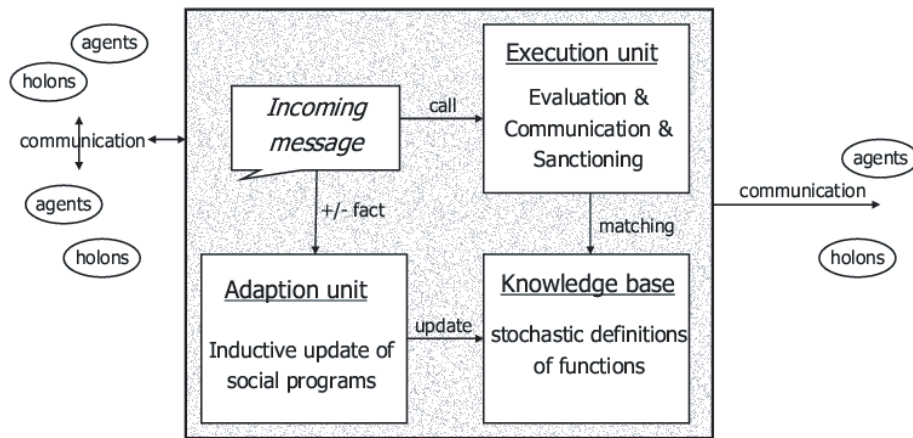 agents
holons
communication
agents
holons
Incoming
message
call
+/- fact
Execution unit
Evaluation &
Communication &
Sanctioning
matching
Adaption unit
Inductive update of
social programs
update
Knowledge base
stochastic definitions
of functions
communication
agents
holons